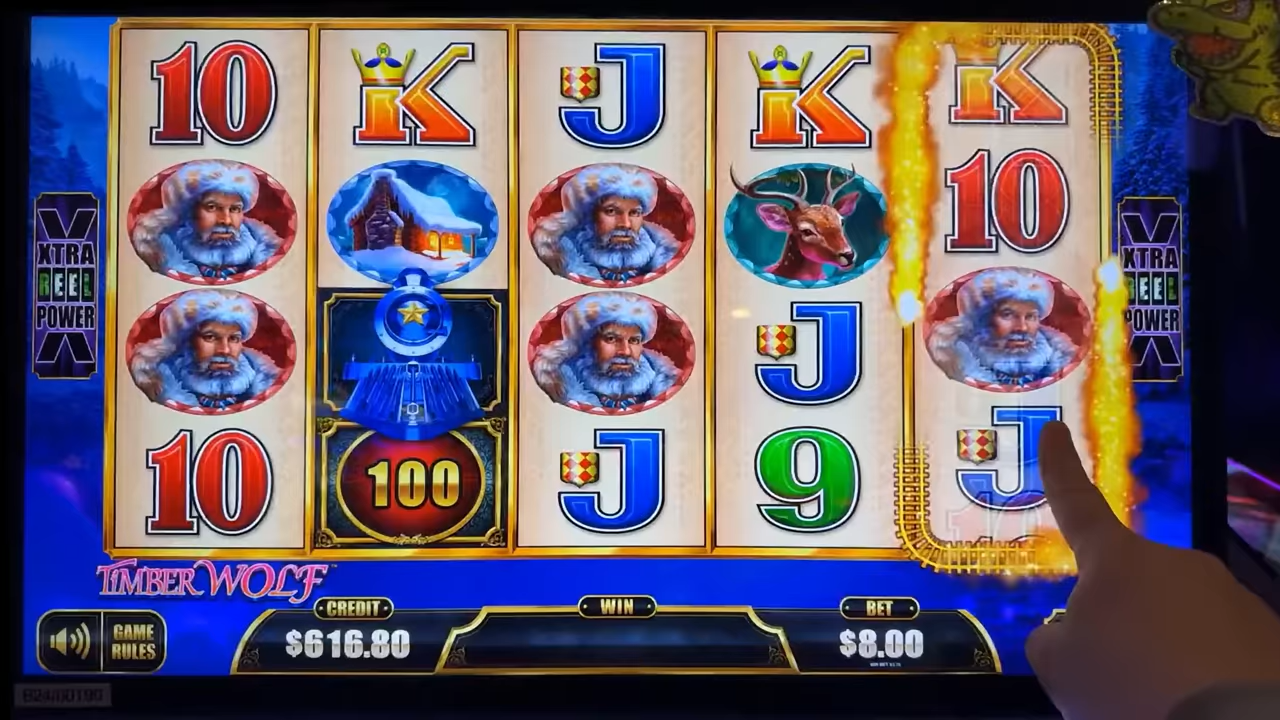 10 K J K K
10
XTRA
REEL
POWER
XTRA
REEL
POWER
J
100
10 J 9 J
10
TIMBER WOLF
CREDIT
WIN
BET
$616.80
$8.00
GAME
RULES